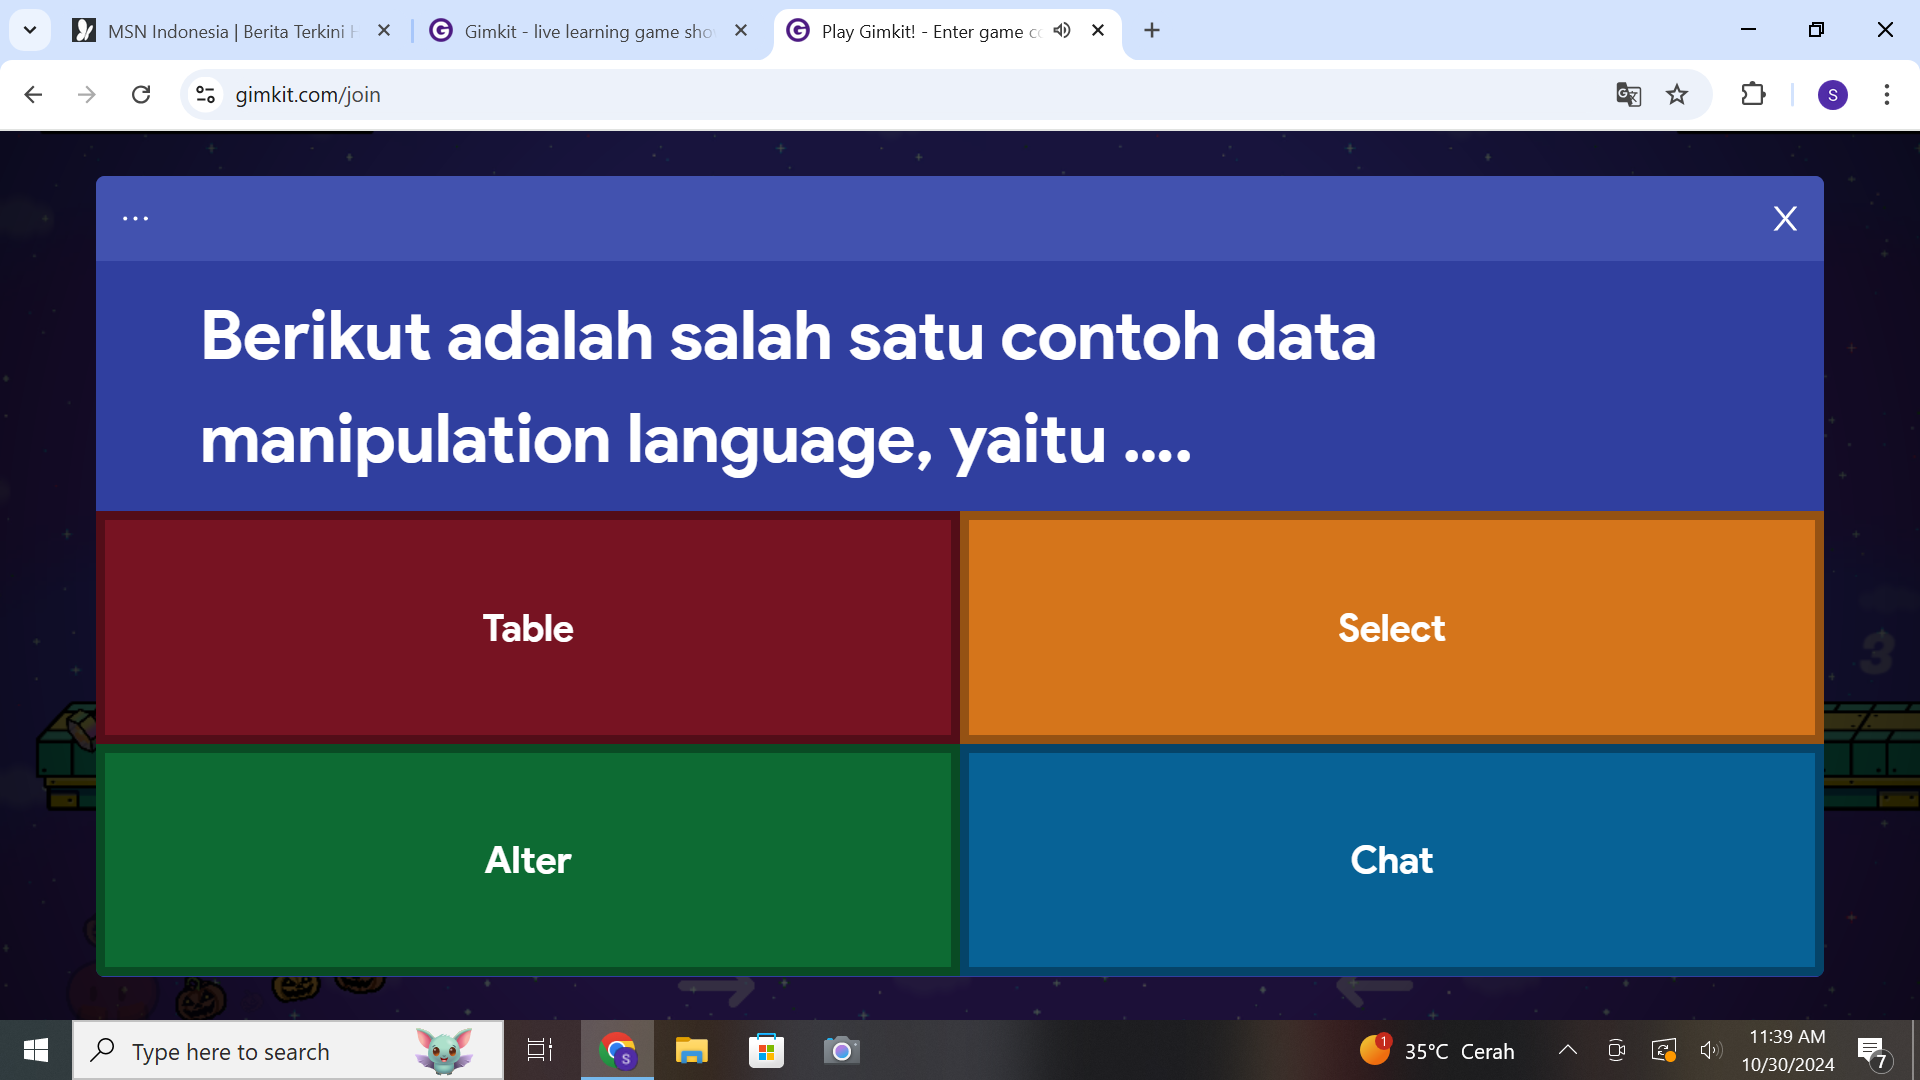 MSN Indonesia | Berita Terkini
Gimkit - live learning game sho
Play Gimkit! - Enter game c
gimkit.com/join
S
...
X
Berikut adalah salah satu contoh data
manipulation language, yaitu ....
Table
Select
3
Alter
Chat
Type here to search
S
1
35°C Cerah
11:39 AM
10/30/2024
7